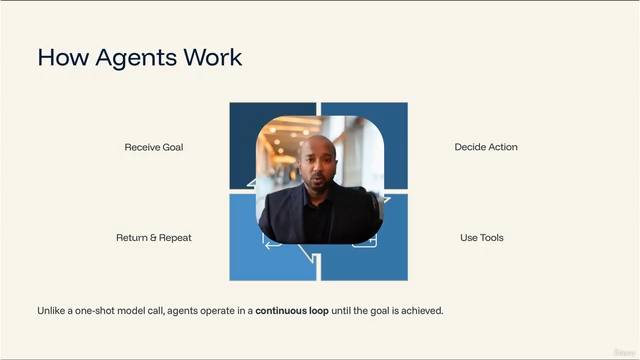 How Agents Work
Receive Goal
Decide Action
Return & Repeat
Use Tools
Unlike a one-shot model call, agents operate in a continuous loop until the goal is achieved.